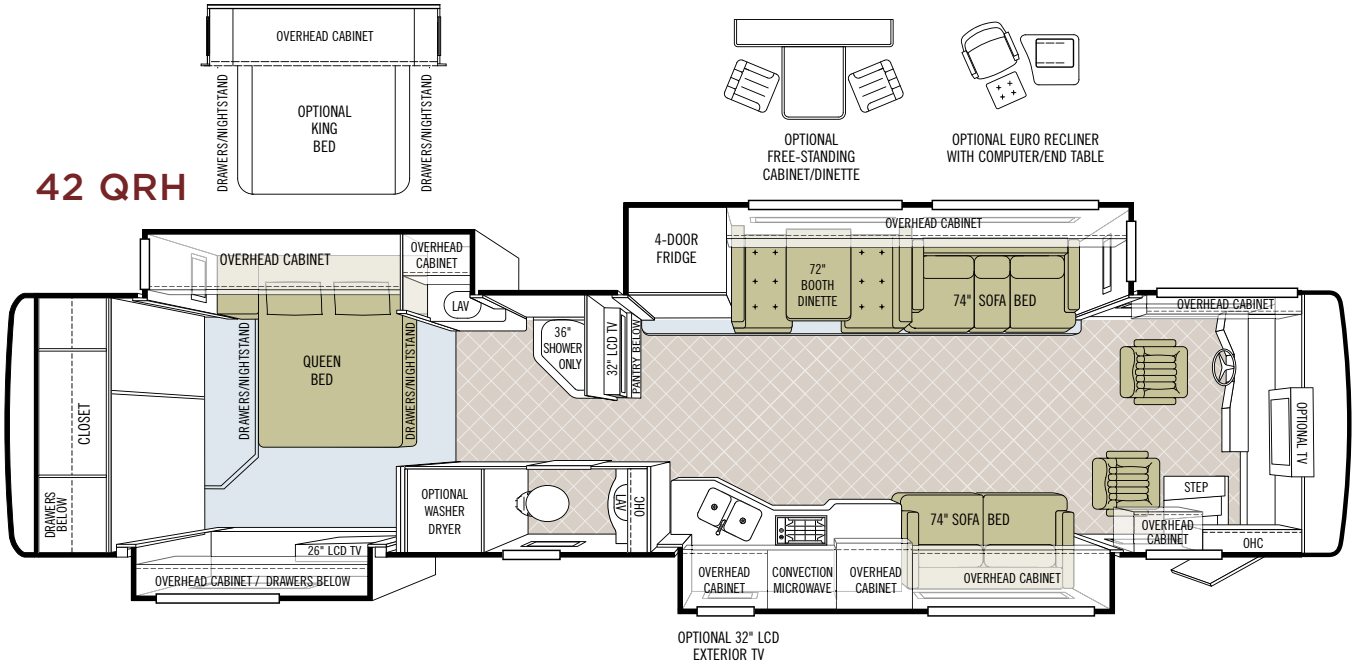 OVERHEAD CABINET
DRAWERS/NIGHTSTAND
OPTIONAL
KING
BED
DRAWERS/NIGHTSTAND
OPTIONAL
FREE-STANDING
CABINET/DINETTE
OPTIONAL EURO RECLINER
WITH COMPUTER/END TABLE
42 QRH
OVERHEAD CABINET
OVERHEAD
CABINET
LAV
4-DOOR
FRIDGE
OVERHEAD CABINET
72"
BOOTH
DINETTE
74" SOFA BED
OVERHEAD CABINET
36"
SHOWER
ONLY
32" LCD TV
PANTRY BELOW
DRAWERS/NIGHTSTAND
QUEEN
BED
DRAWERS/NIGHTSTAND
CLOSET
DRAWERS
BELOW
OPTIONAL TV
OPTIONAL
WASHER
DRYER
LAV
OHC
74" SOFA BED
STEP
OVERHEAD
CABINET
OHC
26" LCD TV
OVERHEAD CABINET / DRAWERS BELOW
OVERHEAD
CABINET
CONVECTION
MICROWAVE
OVERHEAD
CABINET
OVERHEAD CABINET
OPTIONAL 32" LCD
EXTERIOR TV